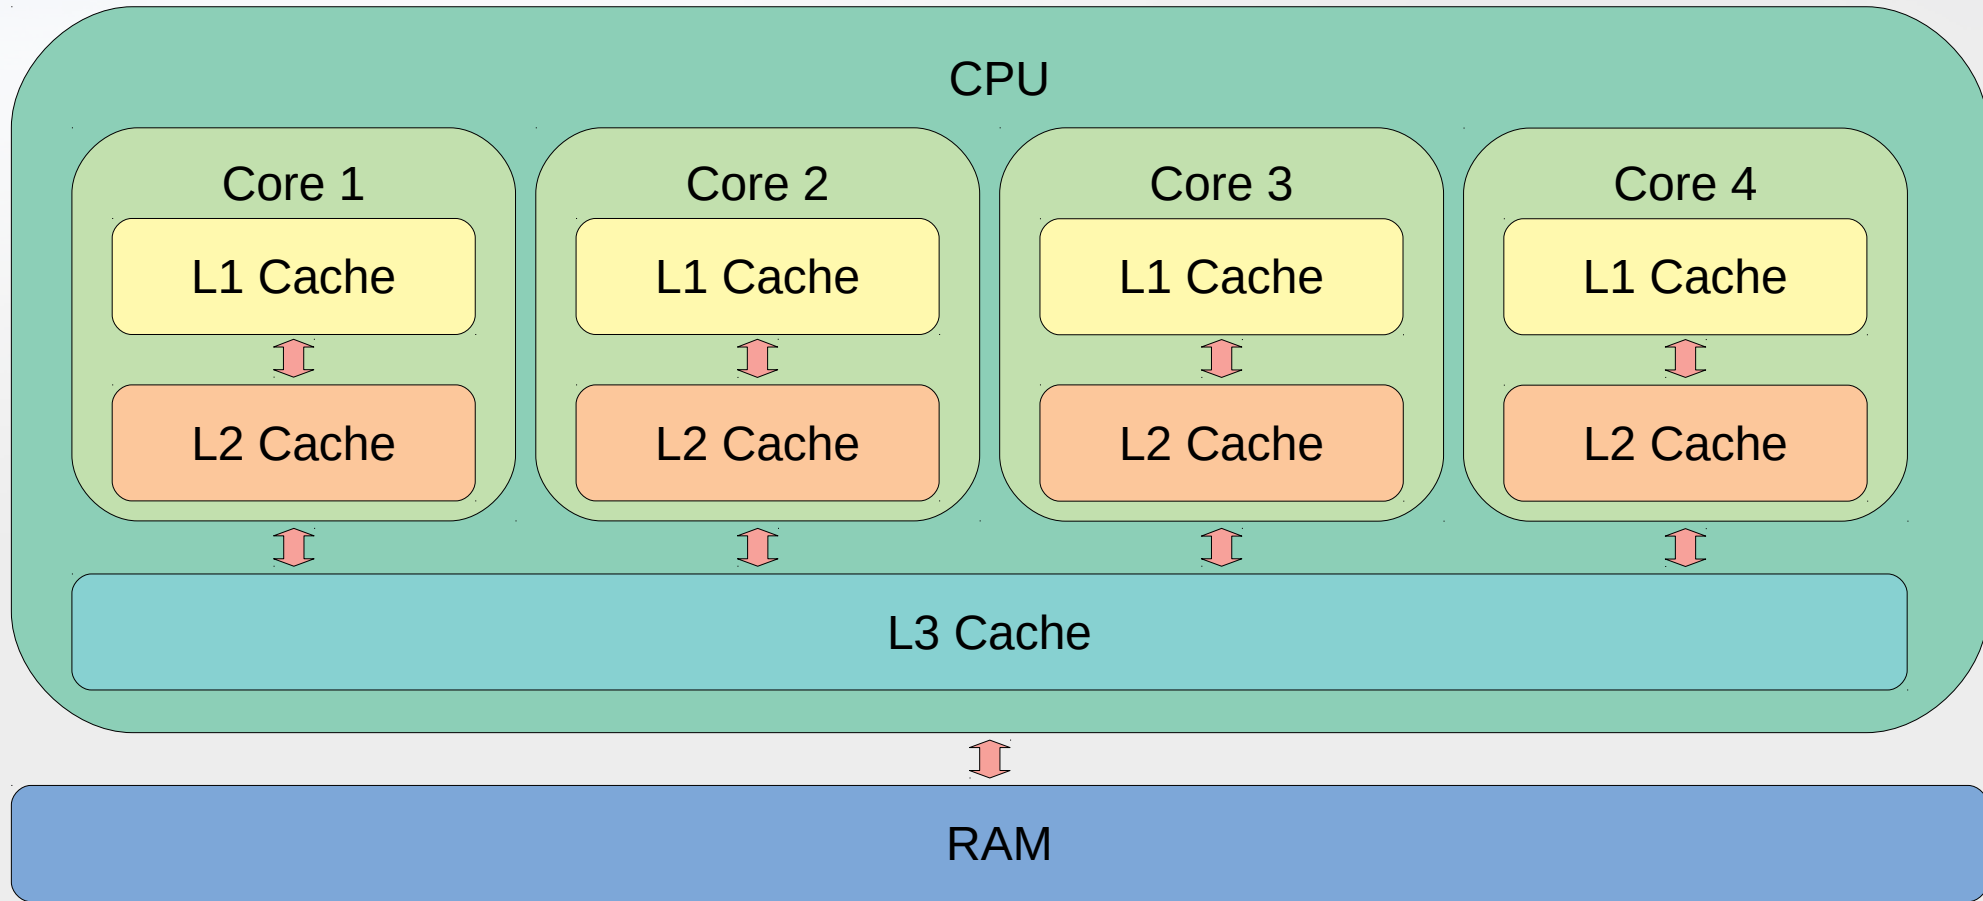 CPU
Core 1
Core 2
Core 3
Core 4
L1 Cache
L1 Cache
L1 Cache
L1 Cache
L2 Cache
L2 Cache
L2 Cache
L2 Cache
L3 Cache
RAM